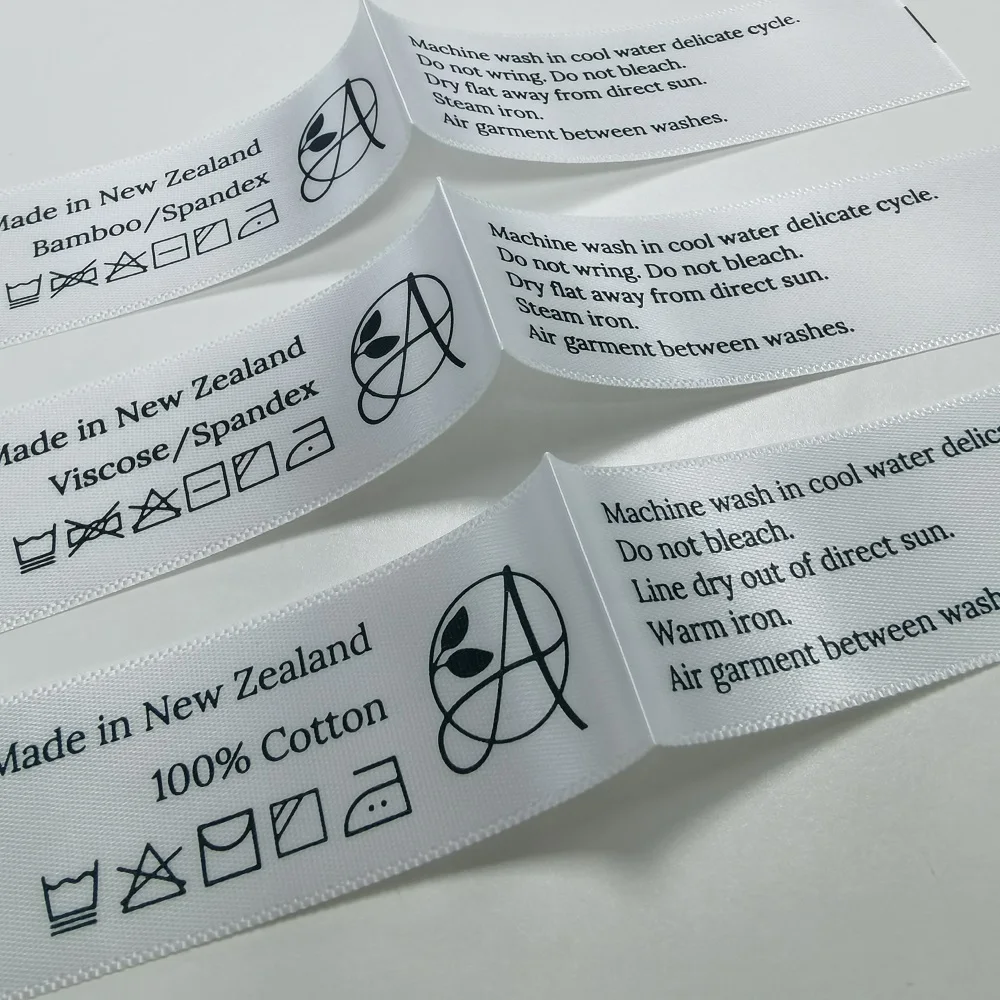 Made in New Zealand
Bamboo/Spandex
Machine wash in cool water delicate cycle.
Do not wring. Do not bleach.
Dry flat away from direct sun.
Steam iron.
Air garment between washes.
Made in New Zealand
Viscose/Spandex
Machine wash in cool water delicate cycle.
Do not wring. Do not bleach.
Dry flat away from direct sun.
Steam iron.
Air garment between washes.
Made in New Zealand
100% Cotton
A
Machine wash in cool water delic
Do not bleach.
Line dry out of direct sun.
Warm iron.
Air garment between wash